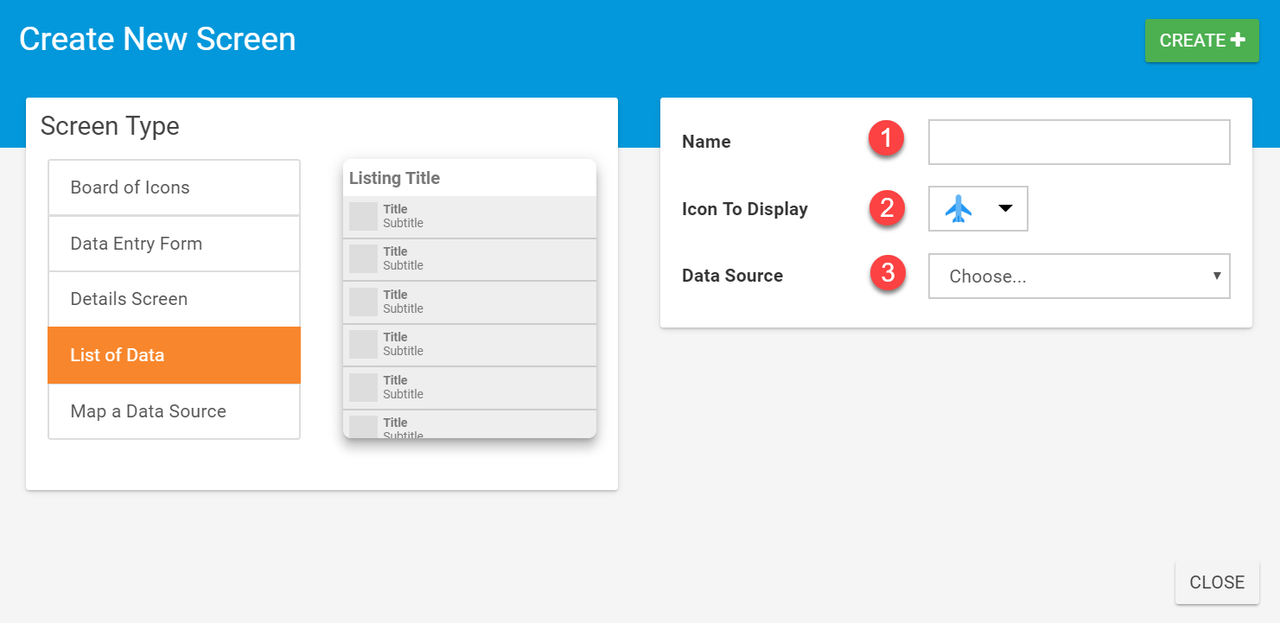 Create New Screen
CREATE
Screen Type
Board of Icons
Data Entry Form
Details Screen
List of Data
Map a Data Source
Listing Title
Title
Subtitle
Title
Subtitle
Title
Subtitle
Title
Subtitle
Title
Subtitle
Title
Subtitle
Name 1
Icon To Display 2
Data Source 3 Choose...
CLOSE